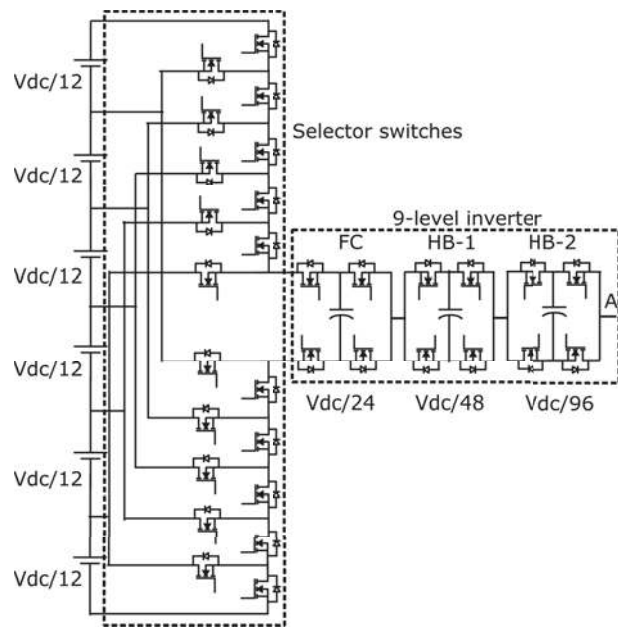 Vdc/12
Vdc/12
Vdc/12
Vdc/12
Vdc/12
Vdc/12
Selector switches
9-level inverter
FC HB-1 HB-2
A
Vdc/24 Vdc/48 Vdc/96